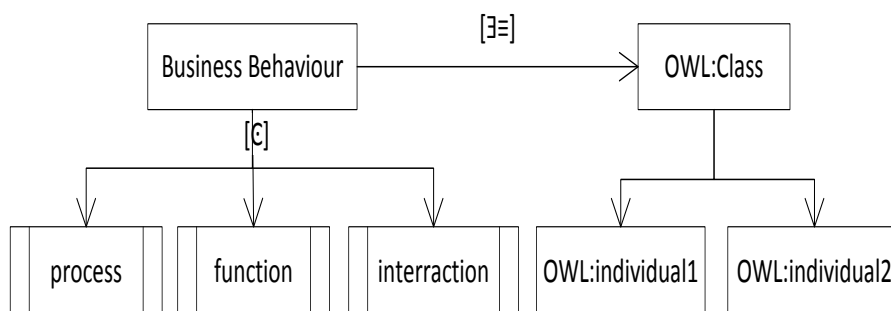 [∃≡]
Business Behaviour
OWL:Class
[⪽]
process
function
interraction
OWL:individual1
OWL:individual2